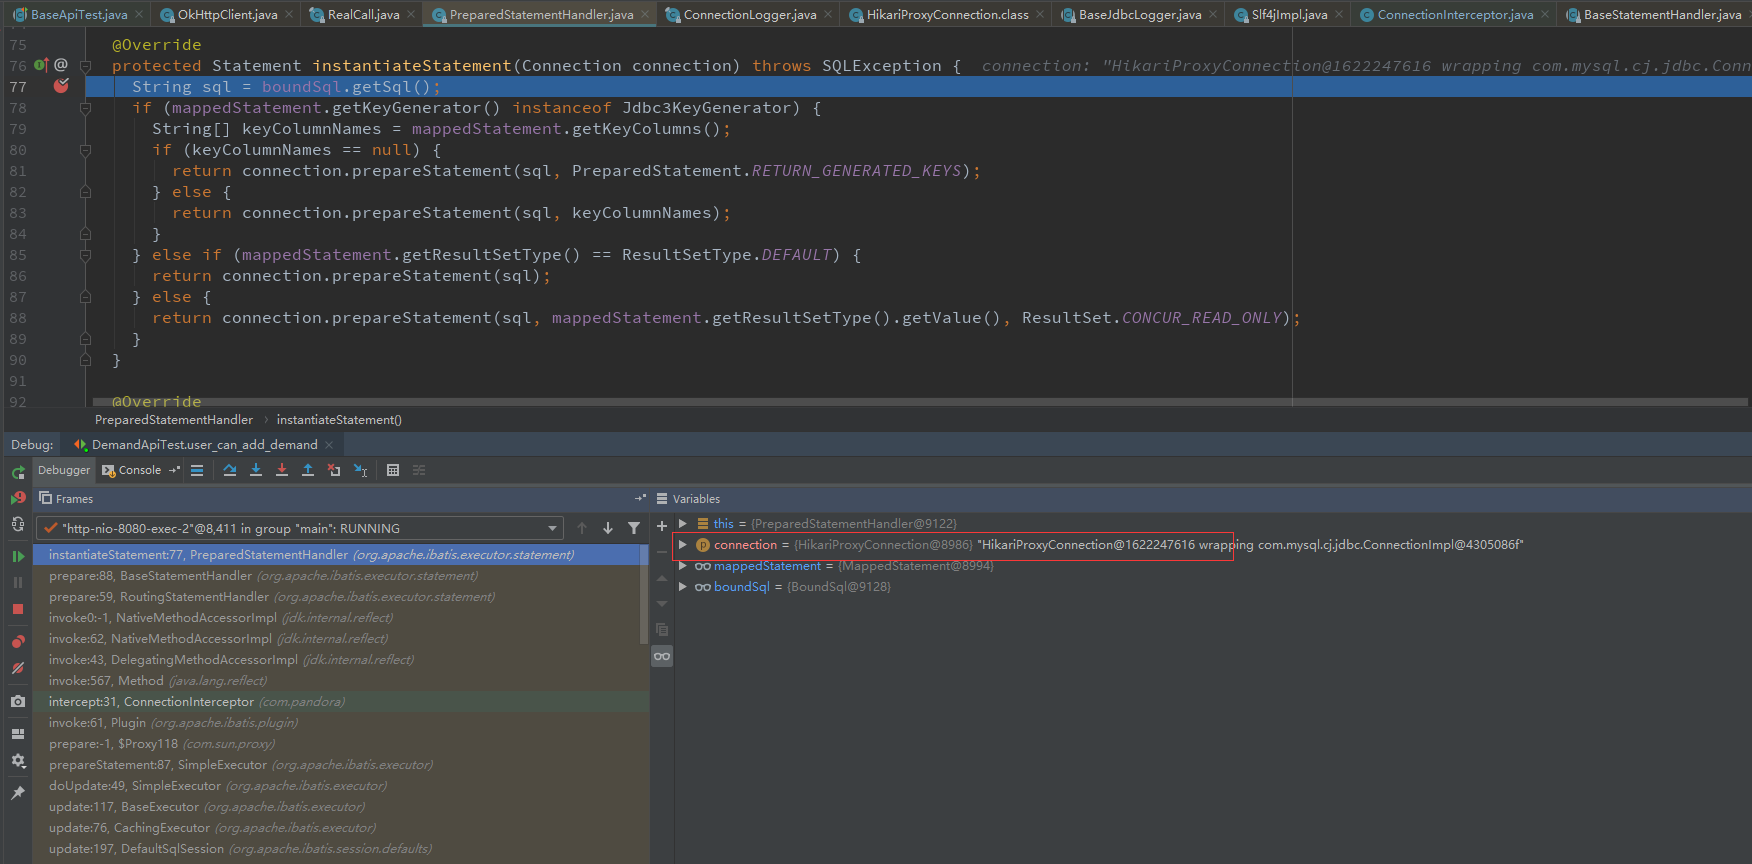 BaseApiTest.java × OkHttpClient.java × RealCall.java × PreparedStatementHandler.java × ConnectionLogger.java × HikariProxyConnection.class × BaseJdbcLogger.java × Slf4jImpl.java × ConnectionInterceptor.java × BaseStatementHandler.java
75 @Override
76 @ protected Statement instantiateStatement(Connection connection) throws SQLException { connection: "HikariProxyConnection@1622247616 wrapping com.mysql.cj.jdbc.Conn
77 String sql = boundSql.getSql();
78 if (mappedStatement.getKeyGenerator() instanceof Jdbc3KeyGenerator) {
79 String[] keyColumnNames = mappedStatement.getKeyColumns();
80 if (keyColumnNames == null) {
81 return connection.prepareStatement(sql, PreparedStatement.RETURN_GENERATED_KEYS);
82 } else {
83 return connection.prepareStatement(sql, keyColumnNames);
84 }
85 } else if (mappedStatement.getResultSetType() == ResultSetType.DEFAULT) {
86 return connection.prepareStatement(sql);
87 } else {
88 return connection.prepareStatement(sql, mappedStatement.getResultSetType().getValue(), ResultSet.CONCUR_READ_ONLY);
89 }
90 }
91
92 @Override
PreparedStatementHandler › instantiateStatement()
Debug: DemandApiTest.user_can_add_demand ×
Debugger Console
Frames
Variables
"http-nio-8080-exec-2"@8,411 in group "main": RUNNING
instantiateStatement:77, PreparedStatementHandler (org.apache.ibatis.executor.statement)
prepare:88, BaseStatementHandler (org.apache.ibatis.executor.statement)
prepare:59, RoutingStatementHandler (org.apache.ibatis.executor.statement)
invoke0:-1, NativeMethodAccessorImpl (jdk.internal.reflect)
invoke:62, NativeMethodAccessorImpl (jdk.internal.reflect)
invoke:43, DelegatingMethodAccessorImpl (jdk.internal.reflect)
invoke:567, Method (java.lang.reflect)
intercept:31, ConnectionInterceptor (com.pandora)
invoke:61, Plugin (org.apache.ibatis.plugin)
prepare:-1, $Proxy118 (com.sun.proxy)
prepareStatement:87, SimpleExecutor (org.apache.ibatis.executor)
doUpdate:49, SimpleExecutor (org.apache.ibatis.executor)
update:117, BaseExecutor (org.apache.ibatis.executor)
update:76, CachingExecutor (org.apache.ibatis.executor)
update:197, DefaultSqlSession (org.apache.ibatis.session.defaults)
this = {PreparedStatementHandler@9122}
connection = {HikariProxyConnection@8986} "HikariProxyConnection@1622247616 wrapping com.mysql.cj.jdbc.ConnectionImpl@4305086f"
mappedStatement = {MappedStatement@8994}
boundSql = {BoundSql@9128}